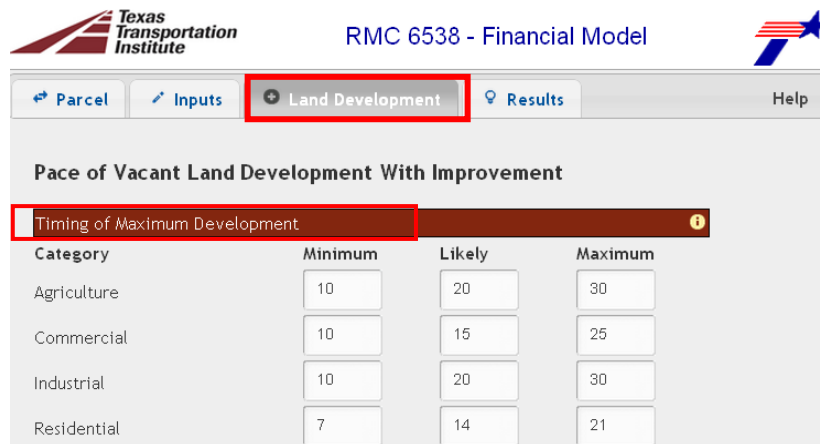 Texas
Transportation
Institute
RMC 6538 - Financial Model
Parcel Inputs Land Development Results Help
Pace of Vacant Land Development With Improvement
Timing of Maximum Development i
Category Minimum Likely Maximum
Agriculture 10 20 30
Commercial 10 15 25
Industrial 10 20 30
Residential 7 14 21